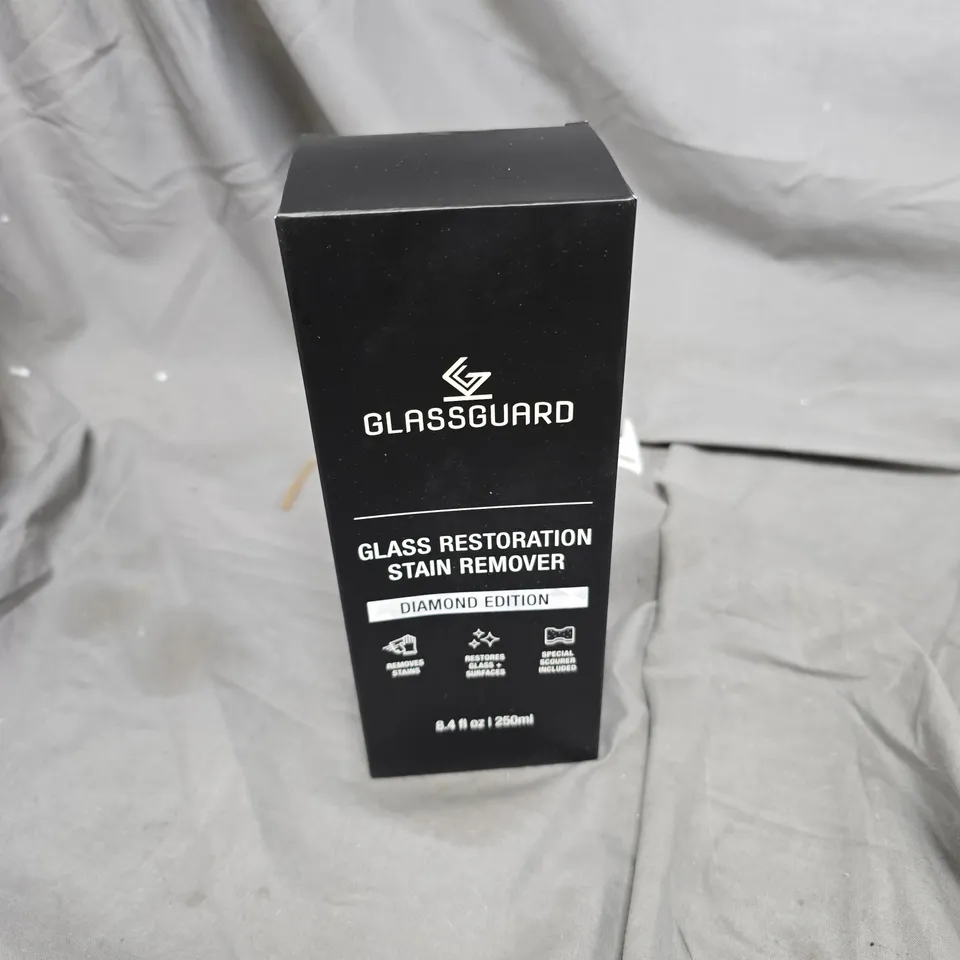 GLASSGUARD
GLASS RESTORATION
STAIN REMOVER
DIAMOND EDITION
REMOVES
STAINS
RESTORES
GLASS +
SURFACES
SPECIAL
SCOURER
INCLUDED
8.4 fl oz | 250ml